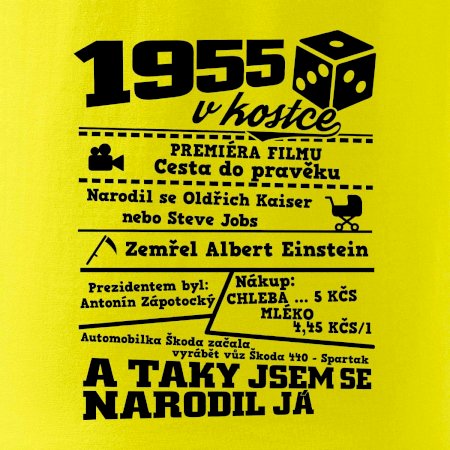 1955
v kostce
PREMIÉRA FILMU
Cesta do pravěku
Narodil se Oldřich Kaiser
nebo Steve Jobs
Zemřel Albert Einstein
Prezidentem byl:
Antonín Zápotocký
Nákup:
CHLEBA ... 5 KČS
MLÉKO
4,45 KČS/l
Automobilka Škoda začala
vyrábět vůz Škoda 440 - Spartak
A TAKY JSEM SE
NARODIL JÁ